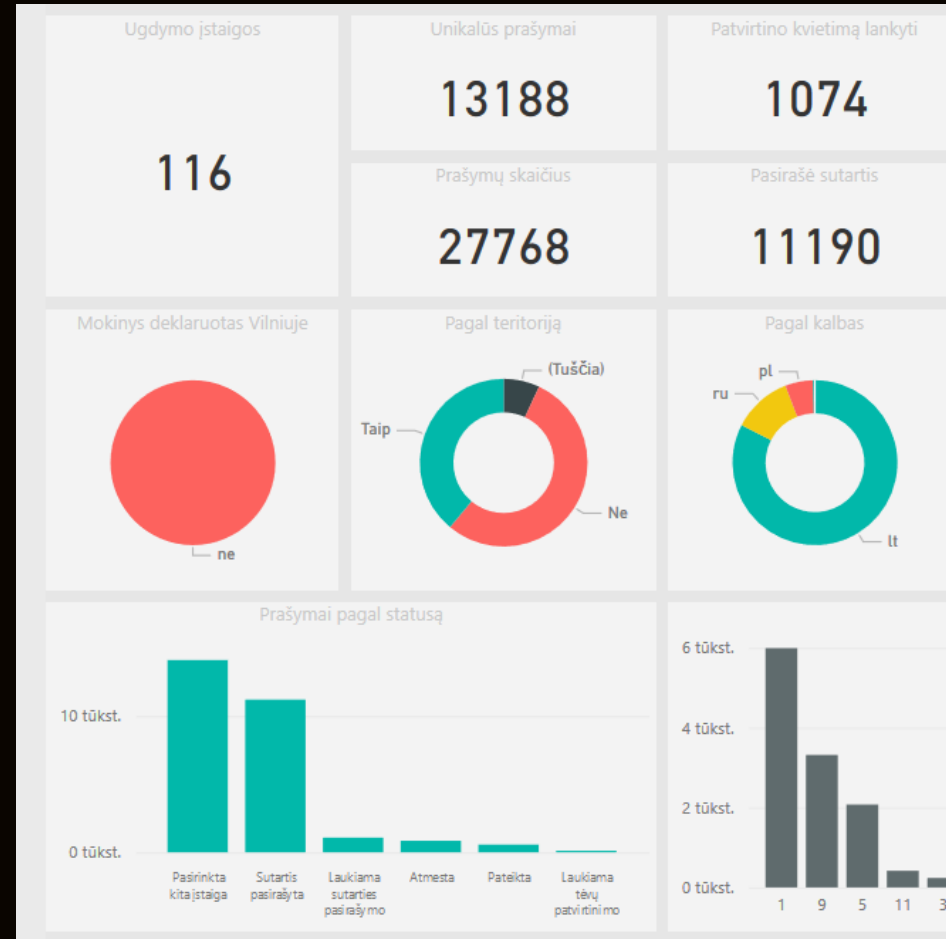 Ugdymo įstaigos
116
Unikalūs prašymai
13188
Patvirtino kvietimą lankyti
1074
Prašymų skaičius
27768
Pasirašė sutartis
11190
Mokinys deklaruotas Vilniuje
ne
Pagal teritoriją
(Tuščia)
Taip
Ne
Pagal kalbas
pl
ru
lt
Prašymai pagal statusą
10 tūkst.
0 tūkst.
Pasirinkta
kita įstaiga
Sutartis
pasirašyta
Laukiama
sutarties
pasirašymo
Atmesta
Pateikta
Laukiama
tėvų
patvirtinimo
6 tūkst.
4 tūkst.
2 tūkst.
0 tūkst.
1 9 5 11 3